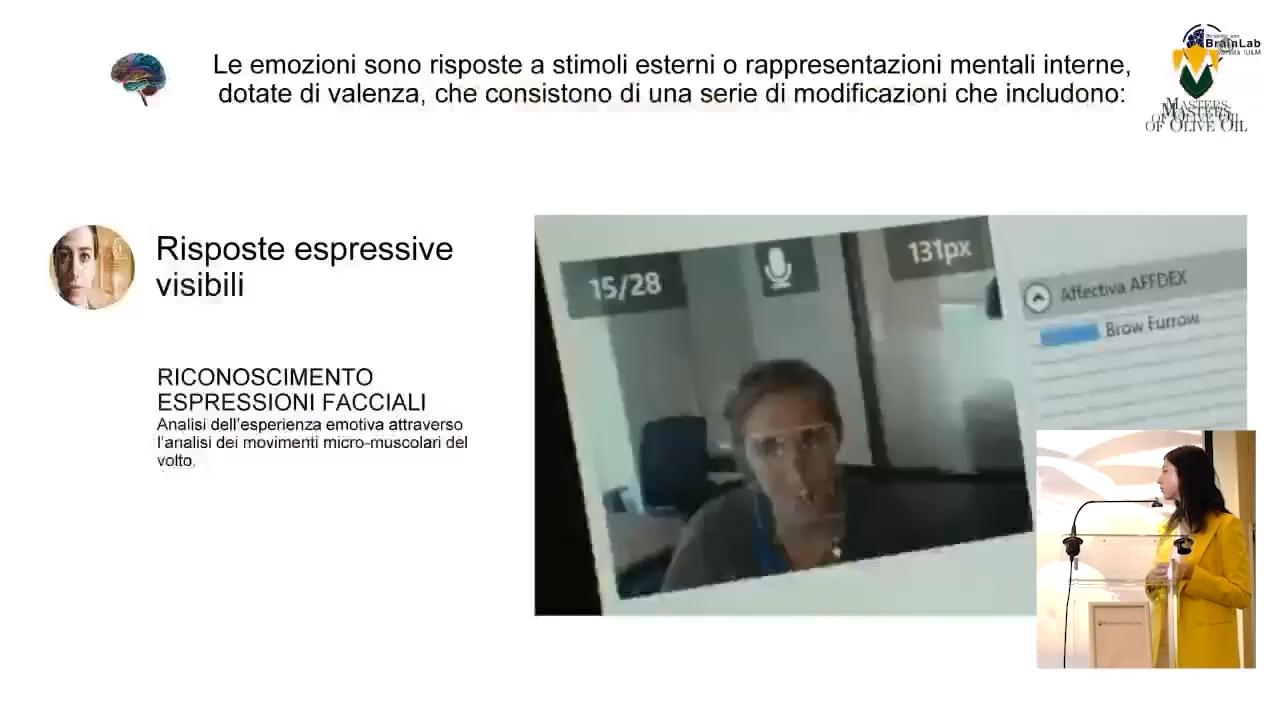 Le emozioni sono risposte a stimoli esterni o rappresentazioni mentali interne,
dotate di valenza, che consistono di una serie di modificazioni che includono:
BrainLab
MASTERS
OF OLIVE OIL
Risposte espressive
visibili
RICONOSCIMENTO
ESPRESSIONI FACCIALI
Analisi dell'esperienza emotiva attraverso
l'analisi dei movimenti micro-muscolari del
volto.
15/28
131px
Affectiva AFFDEX
Brow Furrow